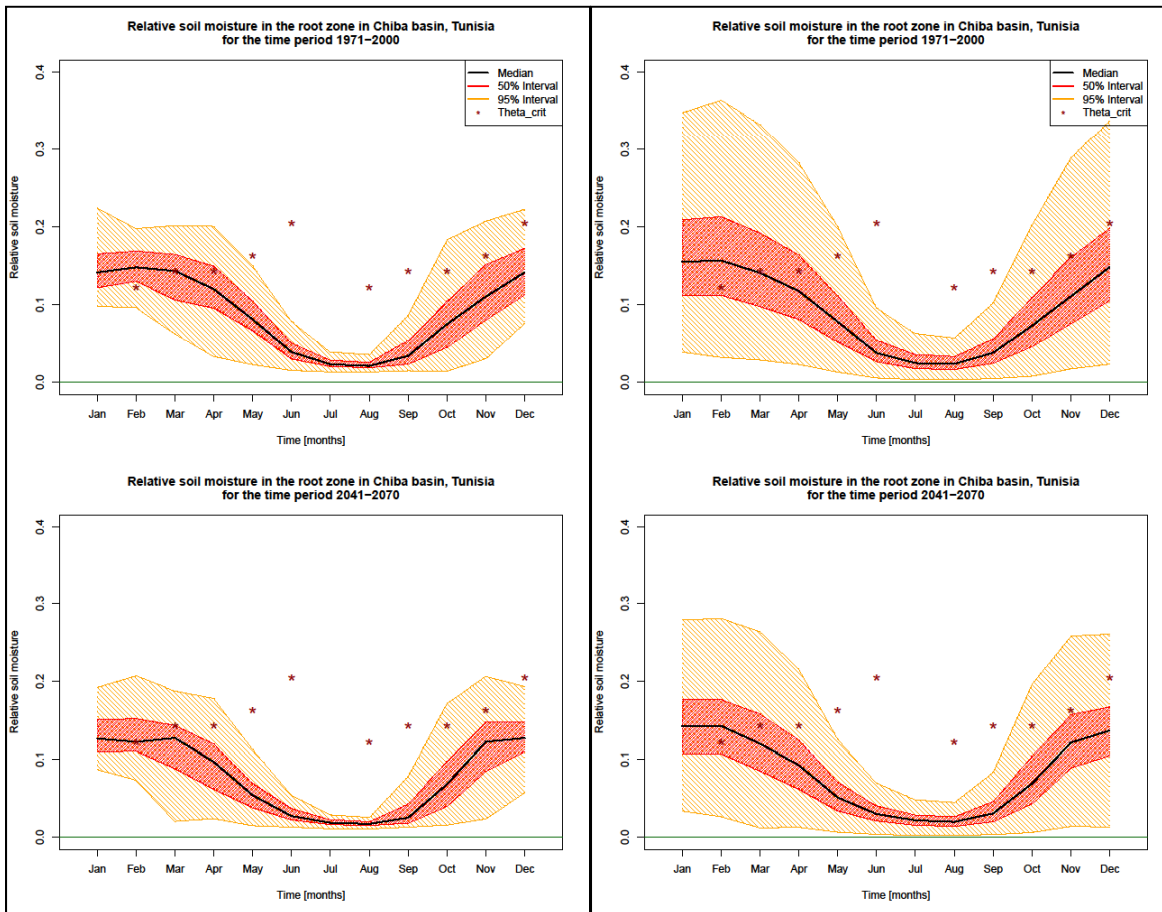 Relative soil moisture in the root zone in Chiba basin, Tunisia
for the time period 1971−2000
Median
50% Interval
95% Interval
Theta_crit
Relative soil moisture
0.4
0.3
0.2
0.1
0.0
Jan Feb Mar Apr May Jun Jul Aug Sep Oct Nov Dec
Time [months]
Relative soil moisture in the root zone in Chiba basin, Tunisia
for the time period 1971−2000
Median
50% Interval
95% Interval
Theta_crit
Relative soil moisture
0.4
0.3
0.2
0.1
0.0
Jan Feb Mar Apr May Jun Jul Aug Sep Oct Nov Dec
Time [months]
Relative soil moisture in the root zone in Chiba basin, Tunisia
for the time period 2041−2070
Relative soil moisture
0.4
0.3
0.2
0.1
0.0
Jan Feb Mar Apr May Jun Jul Aug Sep Oct Nov Dec
Time [months]
Relative soil moisture in the root zone in Chiba basin, Tunisia
for the time period 2041−2070
Relative soil moisture
0.4
0.3
0.2
0.1
0.0
Jan Feb Mar Apr May Jun Jul Aug Sep Oct Nov Dec
Time [months]